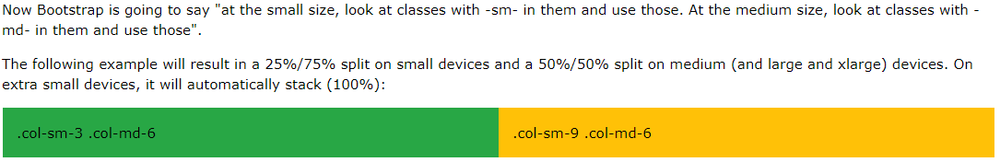 Now Bootstrap is going to say "at the small size, look at classes with -sm- in them and use those. At the medium size, look at classes with -
md- in them and use those".
The following example will result in a 25%/75% split on small devices and a 50%/50% split on medium (and large and xlarge) devices. On
extra small devices, it will automatically stack (100%):
.col-sm-3 .col-md-6
.col-sm-9 .col-md-6